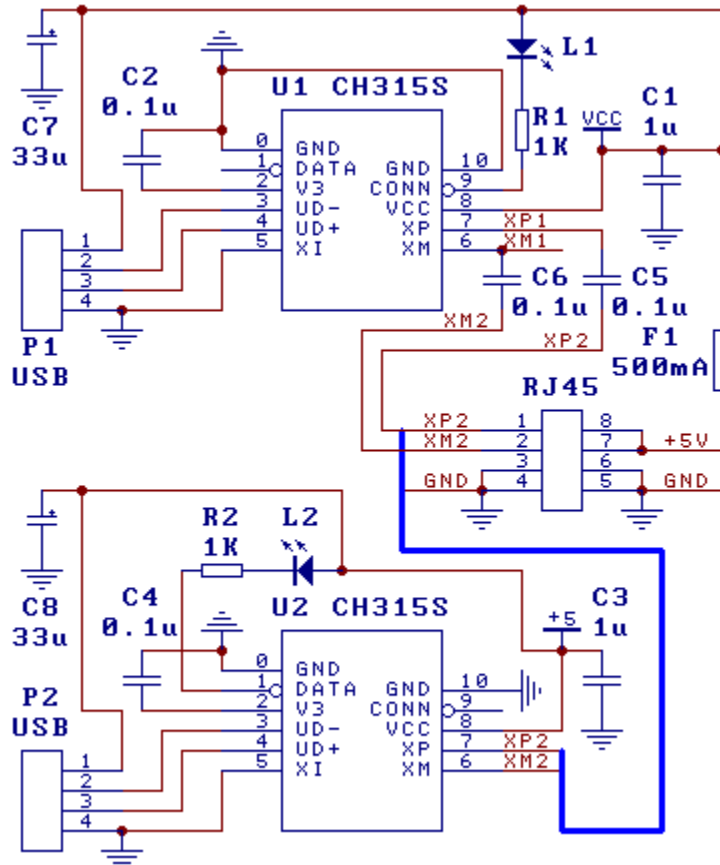 L1
C2
0.1u
U1 CH315S
C1
1u
VCC
R1
1K
C7
33u
0 GND
1 DATA
2 V3
3 UD-
4 UD+
5 XI
GND 10
CONN 9
VCC 8
XP 7
XM 6
XP1
XM1
1
2
3
4
P1
USB
C6
0.1u
C5
0.1u
XM2
XP2
F1
500mA
RJ45
XP2 1
XM2 2
3
GND 4
8
7 +5V
6
5 GND
R2
1K
L2
C8
33u
C4
0.1u
U2 CH315S
+5
C3
1u
0 GND
1 DATA
2 V3
3 UD-
4 UD+
5 XI
GND 10
CONN 9
VCC 8
XP 7 XP2
XM 6 XM2
P2
USB
1
2
3
4